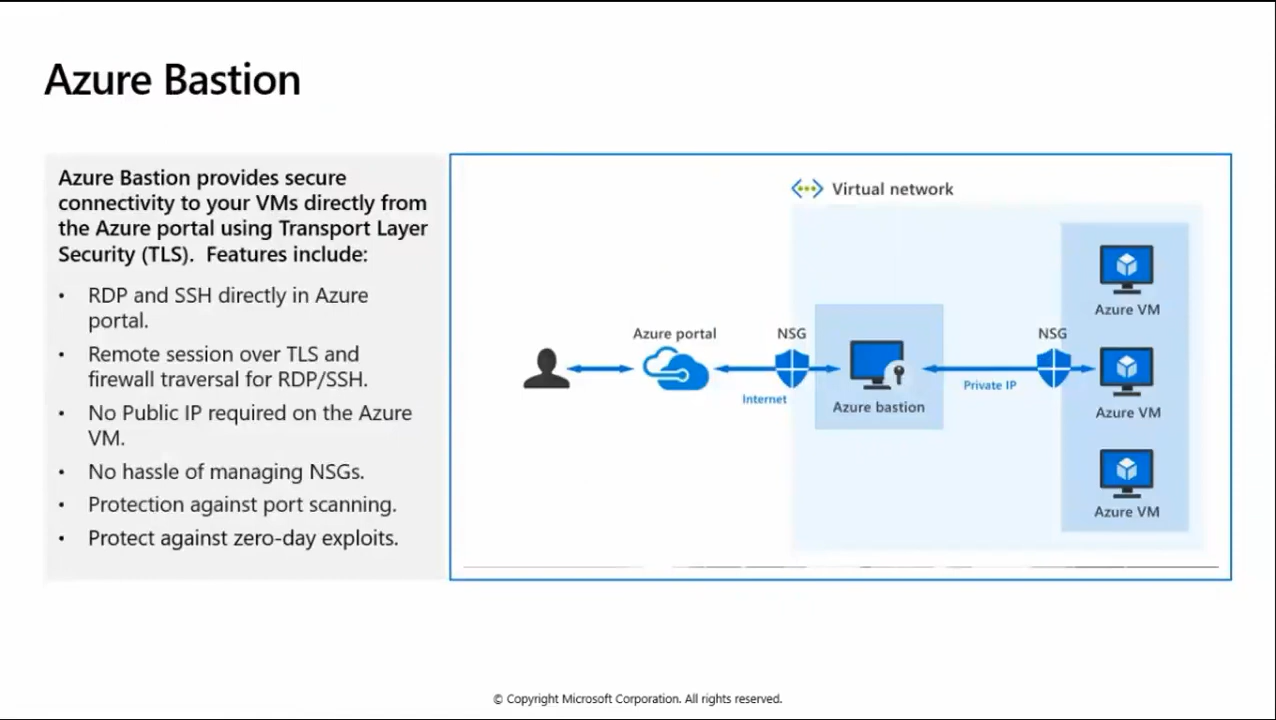 Azure Bastion
Azure Bastion provides secure
connectivity to your VMs directly from
the Azure portal using Transport Layer
Security (TLS).  Features include:
• RDP and SSH directly in Azure
portal.
• Remote session over TLS and
firewall traversal for RDP/SSH.
• No Public IP required on the Azure
VM.
• No hassle of managing NSGs.
• Protection against port scanning.
• Protect against zero-day exploits.
Virtual network
Azure portal
NSG
Internet
Azure bastion
Private IP
NSG
Azure VM
Azure VM
Azure VM
© Copyright Microsoft Corporation. All rights reserved.